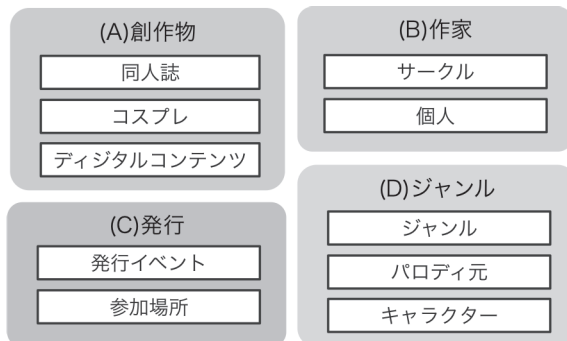 (A)創作物
同人誌
コスプレ
ディジタルコンテンツ
(B)作家
サークル
個人
(C)発行
発行イベント
参加場所
(D)ジャンル
ジャンル
パロディ元
キャラクター